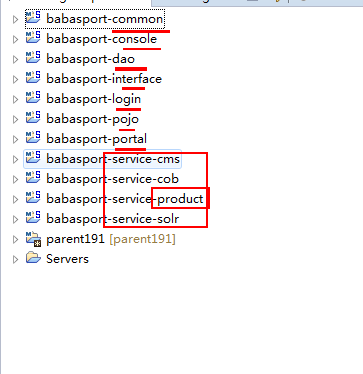 babasport-common
babasport-console
babasport-dao
babasport-interface
babasport-login
babasport-pojo
babasport-portal
babasport-service-cms
babasport-service-cob
babasport-service-product
babasport-service-solr
parent191 [parent191]
Servers